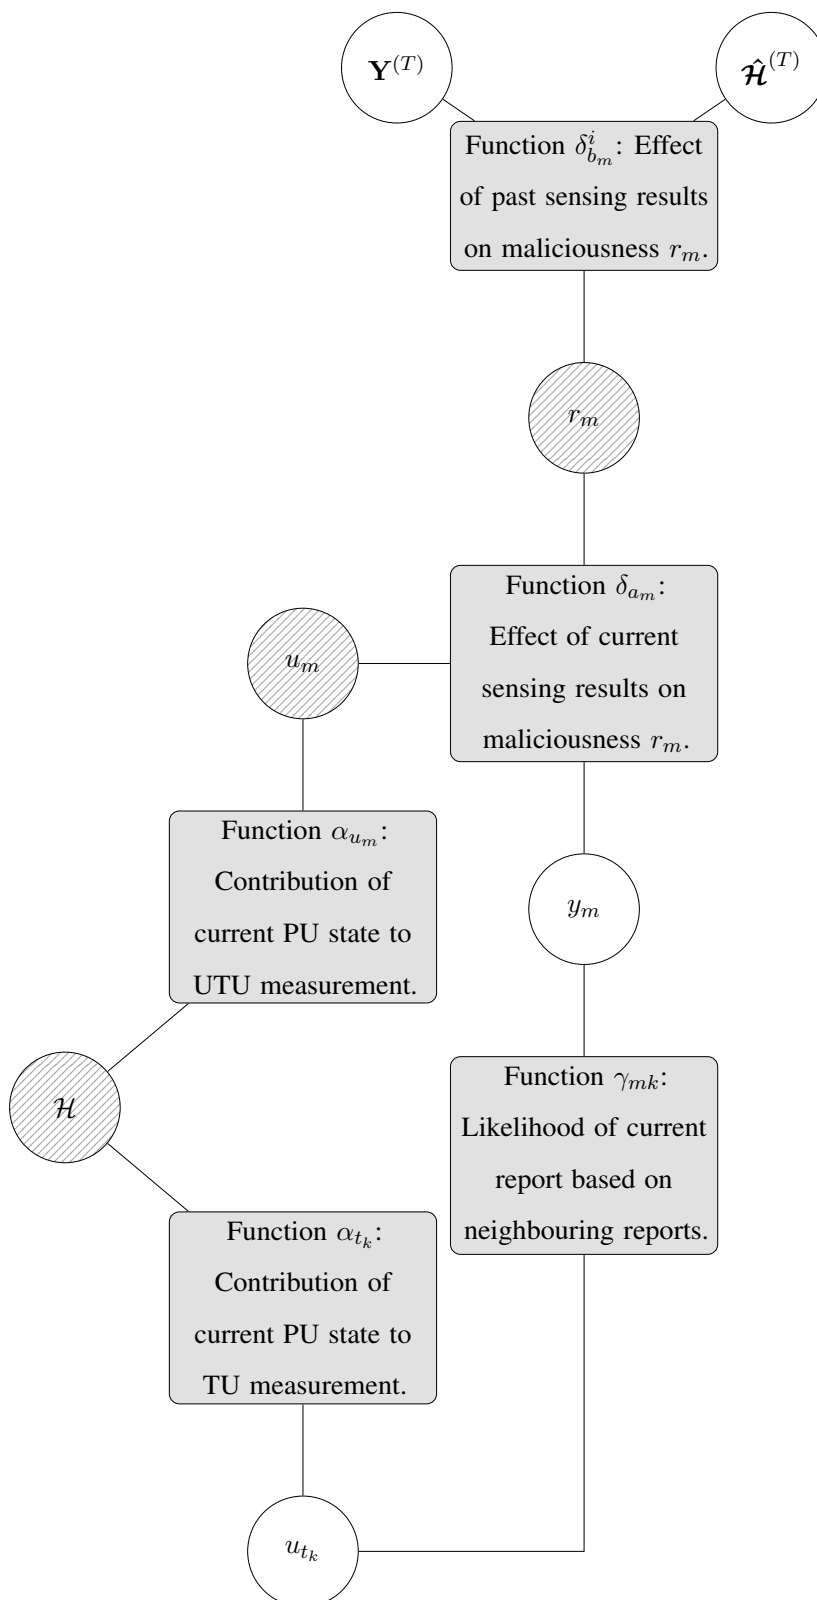 𝐘^(T)
𝓗̂^(T)
Function δ^i_{b_m}: Effect
of past sensing results
on maliciousness r_m.
r_m
Function δ_{a_m}:
Effect of current
sensing results on
maliciousness r_m.
u_m
Function α_{u_m}:
Contribution of
current PU state to
UTU measurement.
y_m
ℋ
Function γ_{mk}:
Likelihood of current
report based on
neighbouring reports.
Function α_{t_k}:
Contribution of
current PU state to
TU measurement.
u_{t_k}